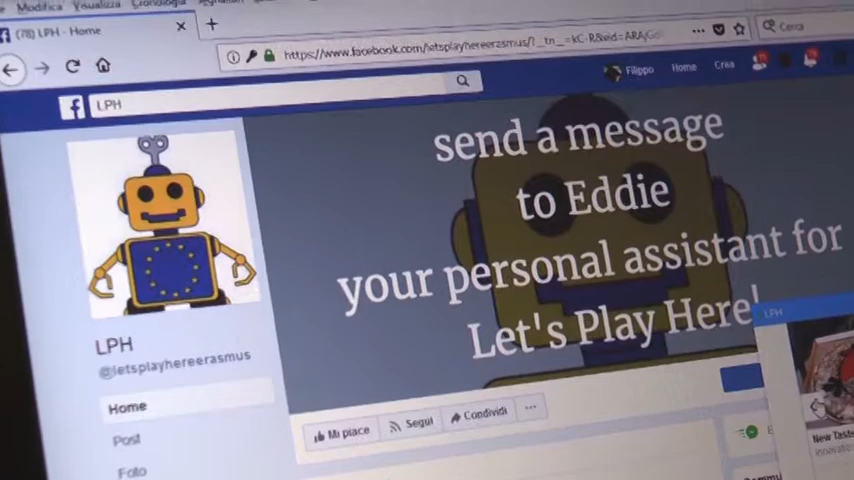 Modifica Visualizza Cronologia
(78) LPH - Home
https://www.facebook.com/letsplayhereerasmus/?__tn__=kC-R&eid=ARAyG
Cerca
LPH
Filippo Home Crea
send a message
to Eddie
your personal assistant for
Let's Play Here!
LPH
@letsplayhereerasmus
Home
Post
Foto
Mi piace Segui Condividi
LPH
New Taste